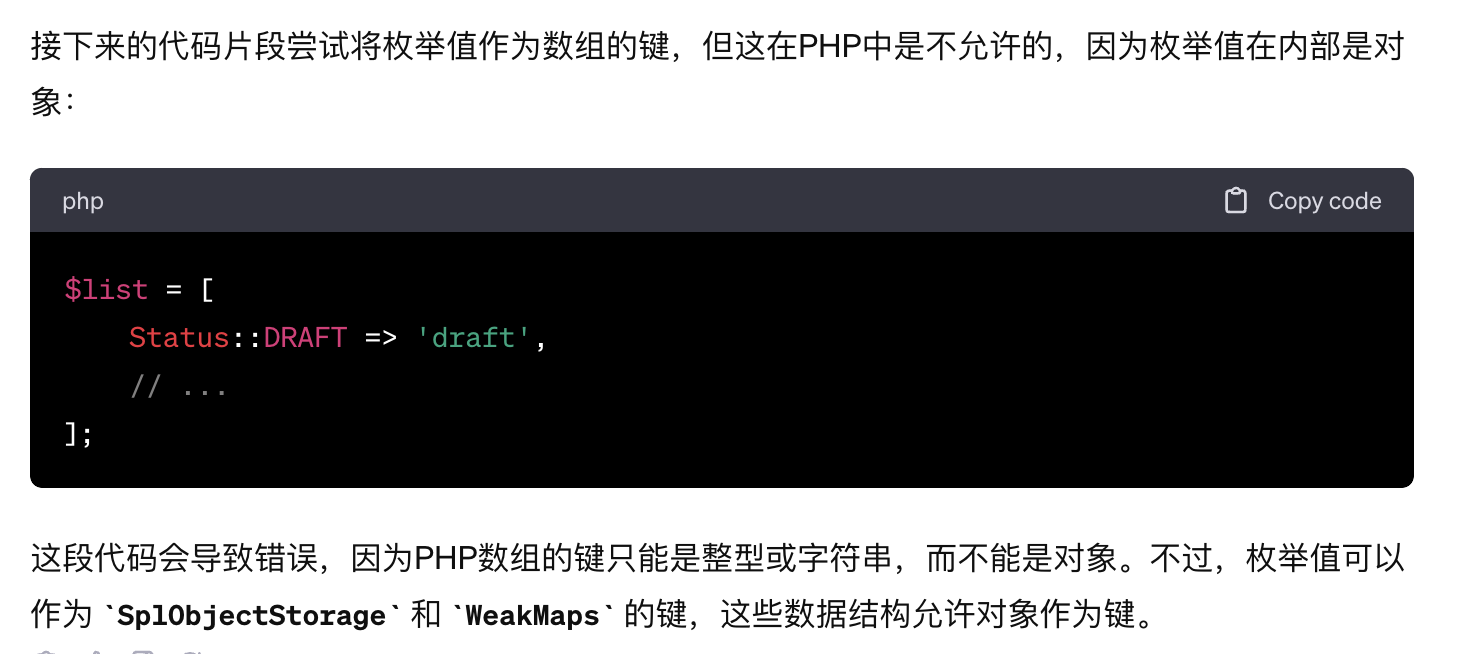 接下来的代码片段尝试将枚举值作为数组的键，但这在PHP中是不允许的，因为枚举值在内部是对
象：
php
Copy code
$list = [
    Status::DRAFT => 'draft',
    // ...
];
这段代码会导致错误，因为PHP数组的键只能是整型或字符串，而不能是对象。不过，枚举值可以
作为 `SplObjectStorage` 和 `WeakMaps` 的键，这些数据结构允许对象作为键。